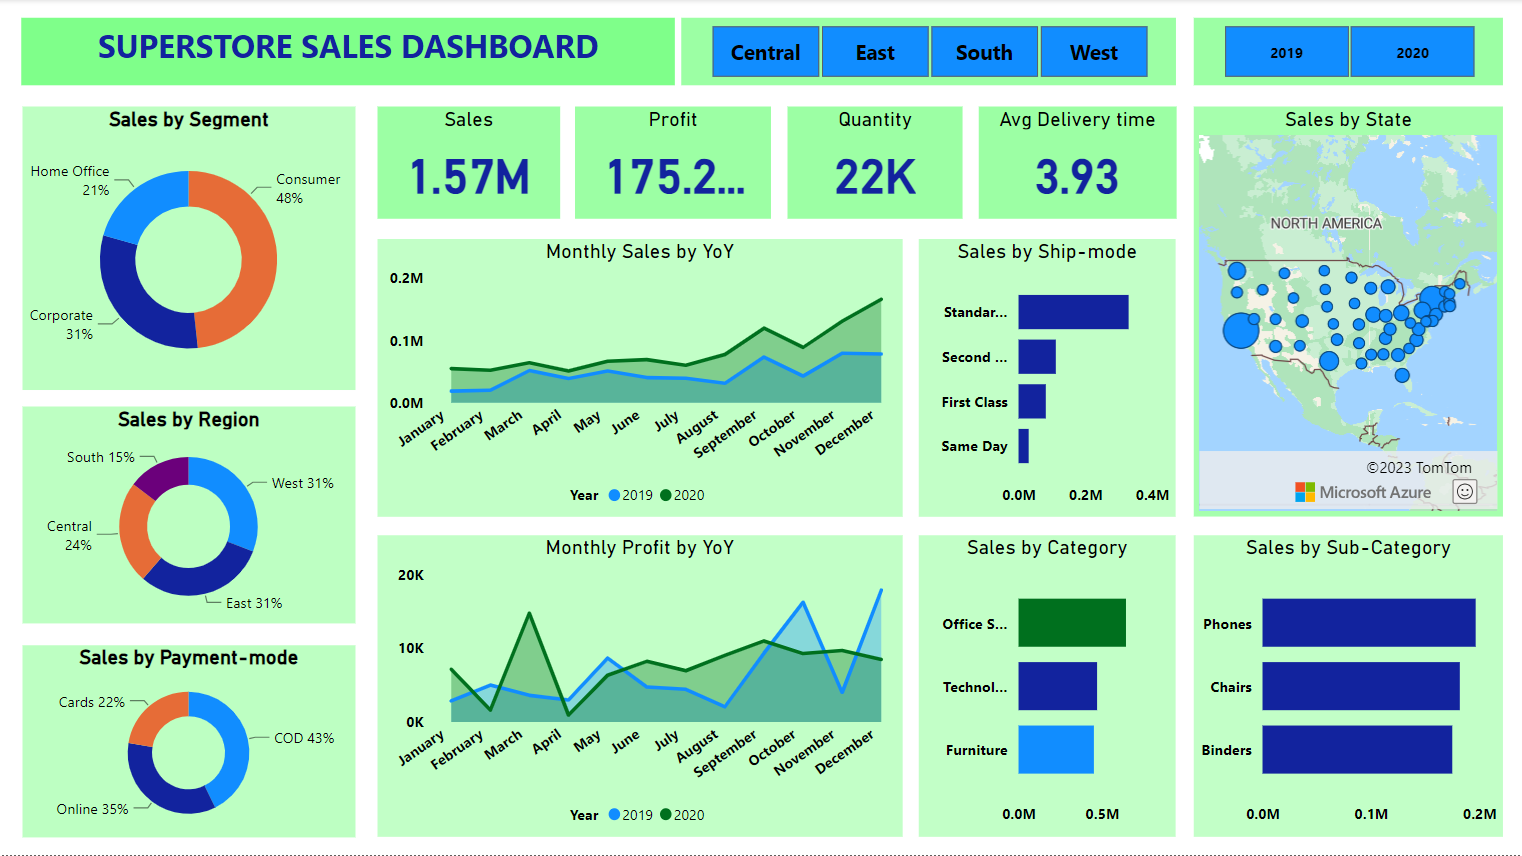 SUPERSTORE SALES DASHBOARD
Central East South West
2019 2020
Sales by Segment
Home Office
21%
Consumer
48%
Corporate
31%
Sales by Region
South 15%
West 31%
Central
24%
East 31%
Sales by Payment-mode
Cards 22%
COD 43%
Online 35%
Sales
1.57M
Profit
175.2...
Quantity
22K
Avg Delivery time
3.93
Monthly Sales by YoY
0.2M
0.1M
0.0M
January February March April May June July August September October November December
Year 2019 2020
Sales by Ship-mode
Standar...
Second ...
First Class
Same Day
0.0M 0.2M 0.4M
Sales by State
NORTH AMERICA
©2023 TomTom
Microsoft Azure
Monthly Profit by YoY
20K
10K
0K
January February March April May June July August September October November December
Year 2019 2020
Sales by Category
Office S...
Technol...
Furniture
0.0M 0.5M
Sales by Sub-Category
Phones
Chairs
Binders
0.0M 0.1M 0.2M